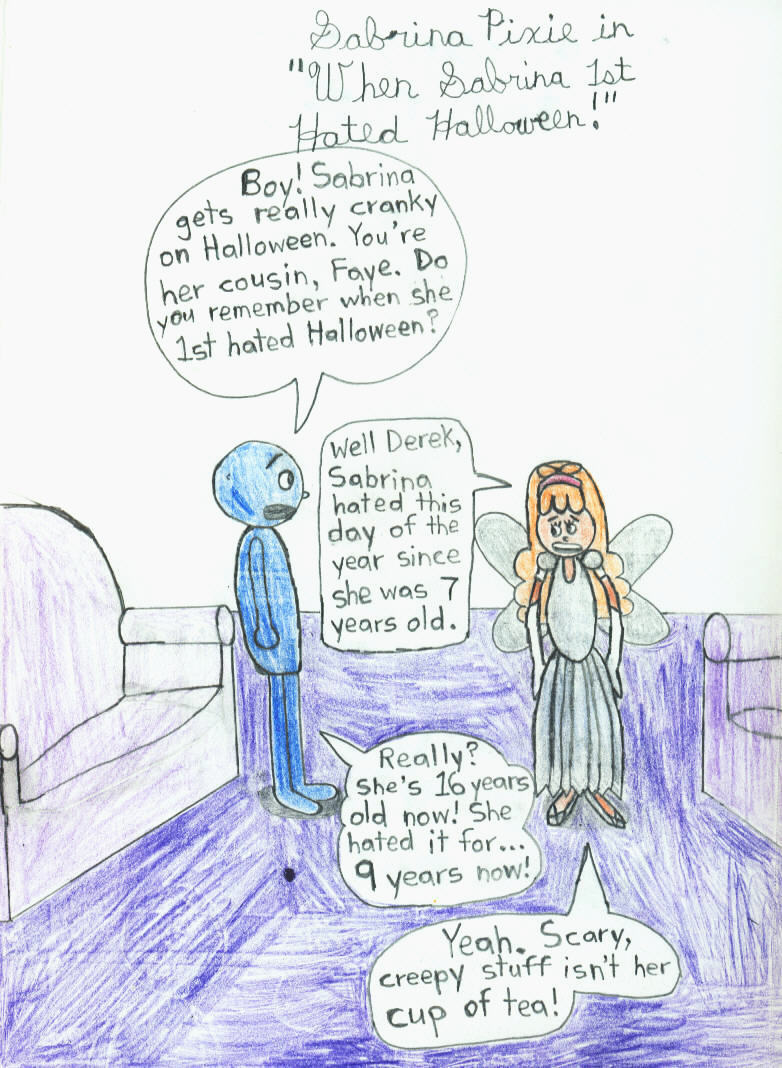 Sabrina Pixie in
"When Sabrina 1st
Hated Halloween!"
Boy! Sabrina
gets really cranky
on Halloween. You're
her cousin, Faye. Do
you remember when she
1st hated Halloween?
Well Derek,
Sabrina
hated this
day of the
year since
she was 7
years old.
Really?
She's 16 years
old now! She
hated it for...
9 years now!
Yeah. Scary,
creepy stuff isn't her
cup of tea!